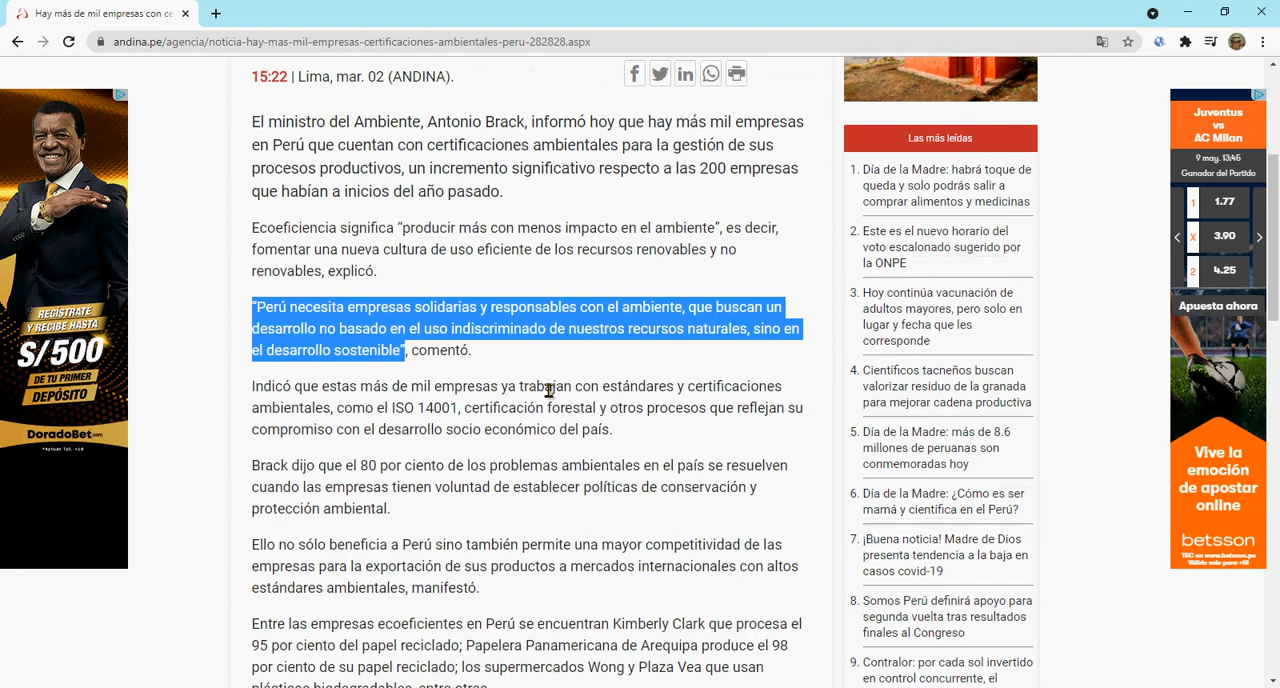 Hay más de mil empresas con ce
andina.pe/agencia/noticia-hay-mas-mil-empresas-certificaciones-ambientales-peru-282828.aspx
15:22 | Lima, mar. 02 (ANDINA).
El ministro del Ambiente, Antonio Brack, informó hoy que hay más mil empresas
en Perú que cuentan con certificaciones ambientales para la gestión de sus
procesos productivos, un incremento significativo respecto a las 200 empresas
que habían a inicios del año pasado.
Ecoeficiencia significa “producir más con menos impacto en el ambiente”, es decir,
fomentar una nueva cultura de uso eficiente de los recursos renovables y no
renovables, explicó.
“Perú necesita empresas solidarias y responsables con el ambiente, que buscan un
desarrollo no basado en el uso indiscriminado de nuestros recursos naturales, sino en
el desarrollo sostenible”, comentó.
Indicó que estas más de mil empresas ya trabajan con estándares y certificaciones
ambientales, como el ISO 14001, certificación forestal y otros procesos que reflejan su
compromiso con el desarrollo socio económico del país.
Brack dijo que el 80 por ciento de los problemas ambientales en el país se resuelven
cuando las empresas tienen voluntad de establecer políticas de conservación y
protección ambiental.
Ello no sólo beneficia a Perú sino también permite una mayor competitividad de las
empresas para la exportación de sus productos a mercados internacionales con altos
estándares ambientales, manifestó.
Entre las empresas ecoeficientes en Perú se encuentran Kimberly Clark que procesa el
95 por ciento del papel reciclado; Papelera Panamericana de Arequipa produce el 98
por ciento de su papel reciclado; los supermercados Wong y Plaza Vea que usan
plásticos biodegradables, entre otros.
Las más leídas
1. Día de la Madre: habrá toque de
queda y solo podrás salir a
comprar alimentos y medicinas
2. Este es el nuevo horario del
voto escalonado sugerido por
la ONPE
3. Hoy continúa vacunación de
adultos mayores, pero solo en
lugar y fecha que les
corresponde
4. Científicos tacneños buscan
valorizar residuo de la granada
para mejorar cadena productiva
5. Día de la Madre: más de 8.6
millones de peruanas son
conmemoradas hoy
6. Día de la Madre: ¿Cómo es ser
mamá y científica en el Perú?
7. ¡Buena noticia! Madre de Dios
presenta tendencia a la baja en
casos covid-19
8. Somos Perú definirá apoyo para
segunda vuelta tras resultados
finales al Congreso
9. Contralor: por cada sol invertido
en control concurrente, el
REGÍSTRATE
Y RECIBE HASTA
S/500
DE TU PRIMER
DEPÓSITO
DORADOBET.com
Juventus
vs
AC Milan
9 may. 13:45
Ganador del Partido
1 1.77
X 3.90
2 4.25
Apuesta ahora
Vive la
emoción
de apostar
online
betsson
TEC en www.betsson.pe
Válido solo para +18